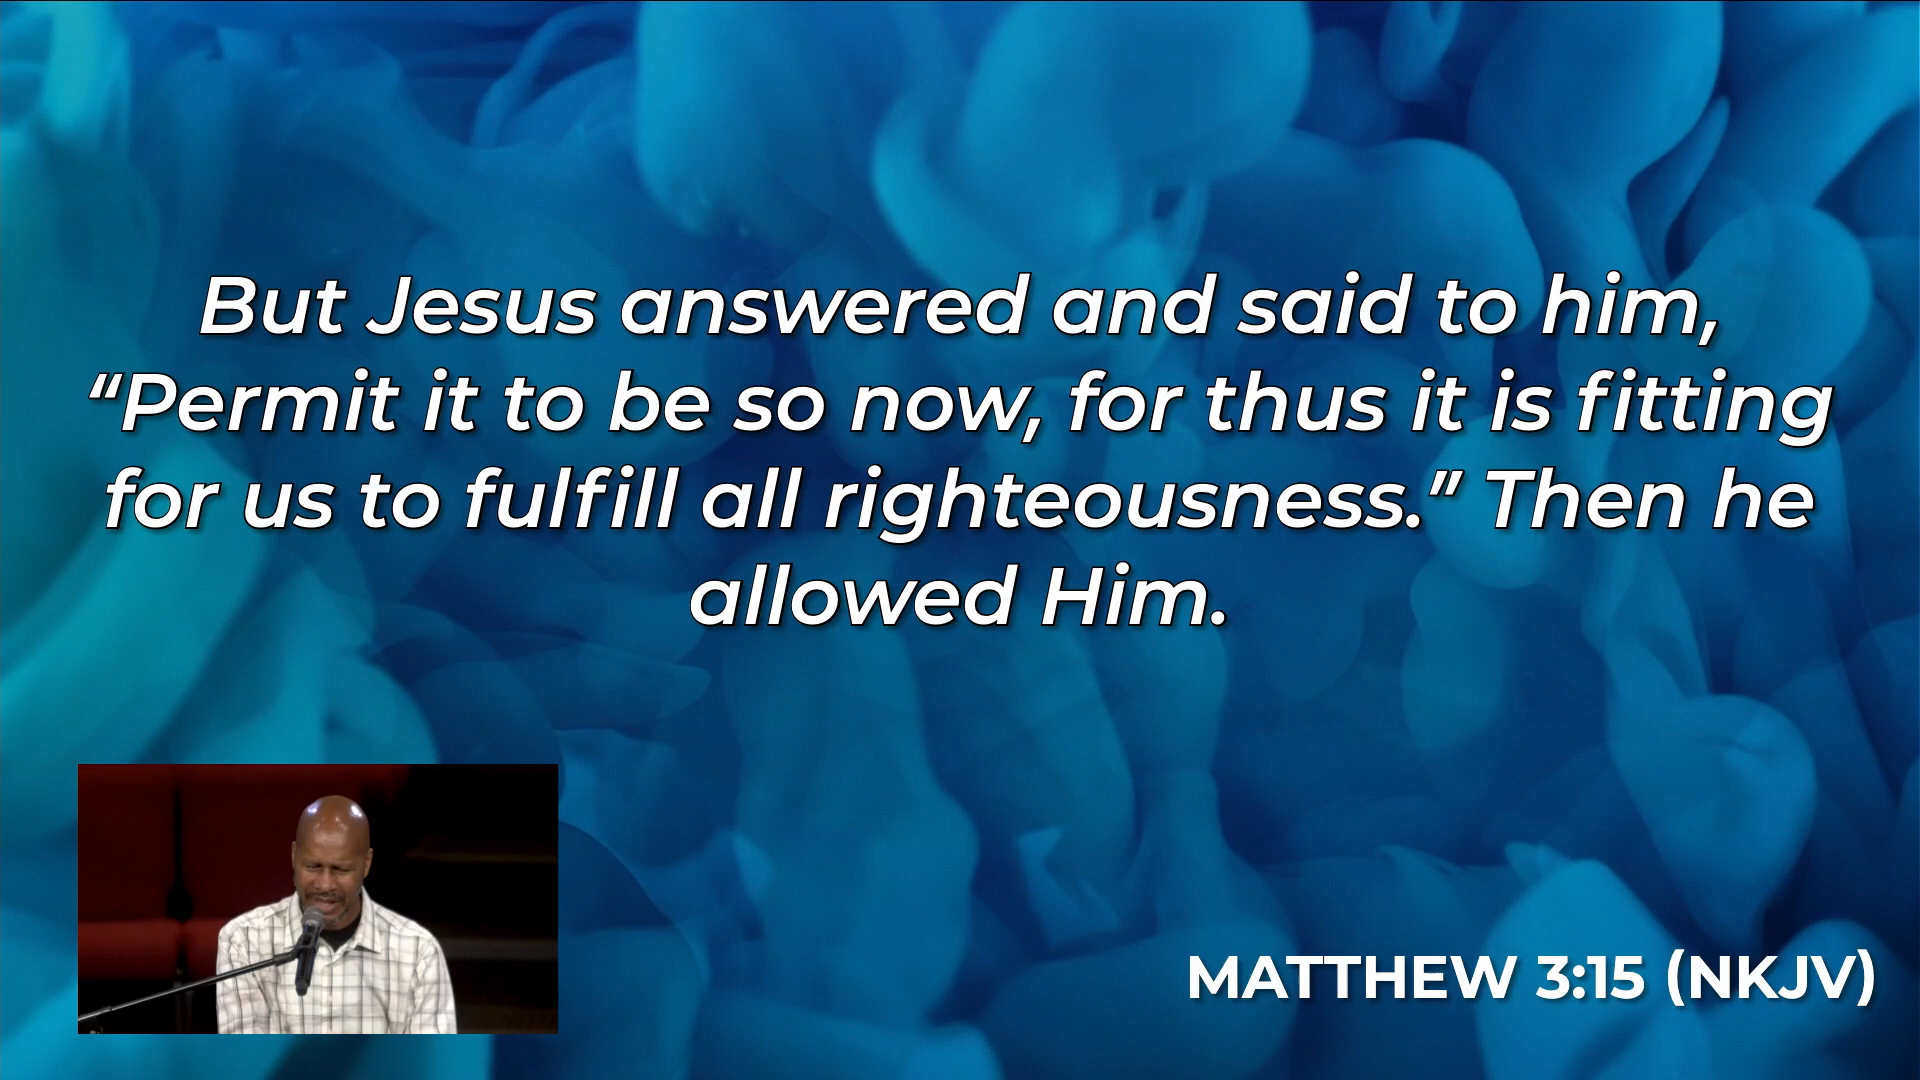 But Jesus answered and said to him,
“Permit it to be so now, for thus it is fitting
for us to fulfill all righteousness.” Then he
allowed Him.
MATTHEW 3:15 (NKJV)